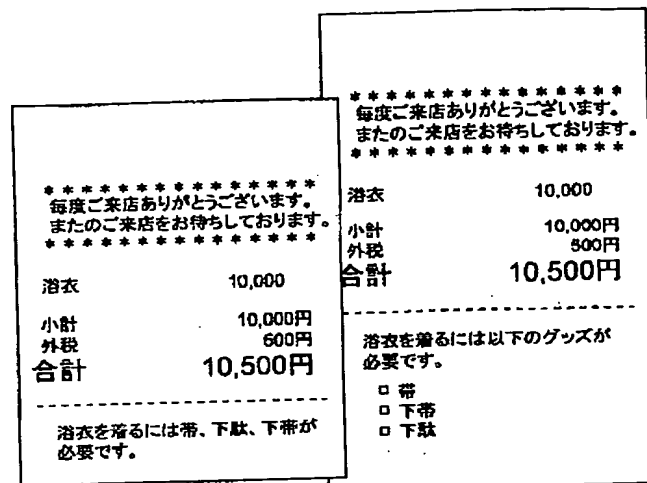 * * * * * * * * * * * * * * *
毎度ご来店ありがとうございます。
またのご来店をお待ちしております。
* * * * * * * * * * * * * * *
浴衣 10,000
小計 10,000円
外税 500円
合計 10,500円
浴衣を着るには帯、下駄、下帯が
必要です。
* * * * * * * * * * * * * * *
毎度ご来店ありがとうございます。
またのご来店をお待ちしております。
* * * * * * * * * * * * * * *
浴衣 10,000
小計 10,000円
外税 500円
合計 10,500円
浴衣を着るには以下のグッズが
必要です。
□ 帯
□ 下帯
□ 下駄